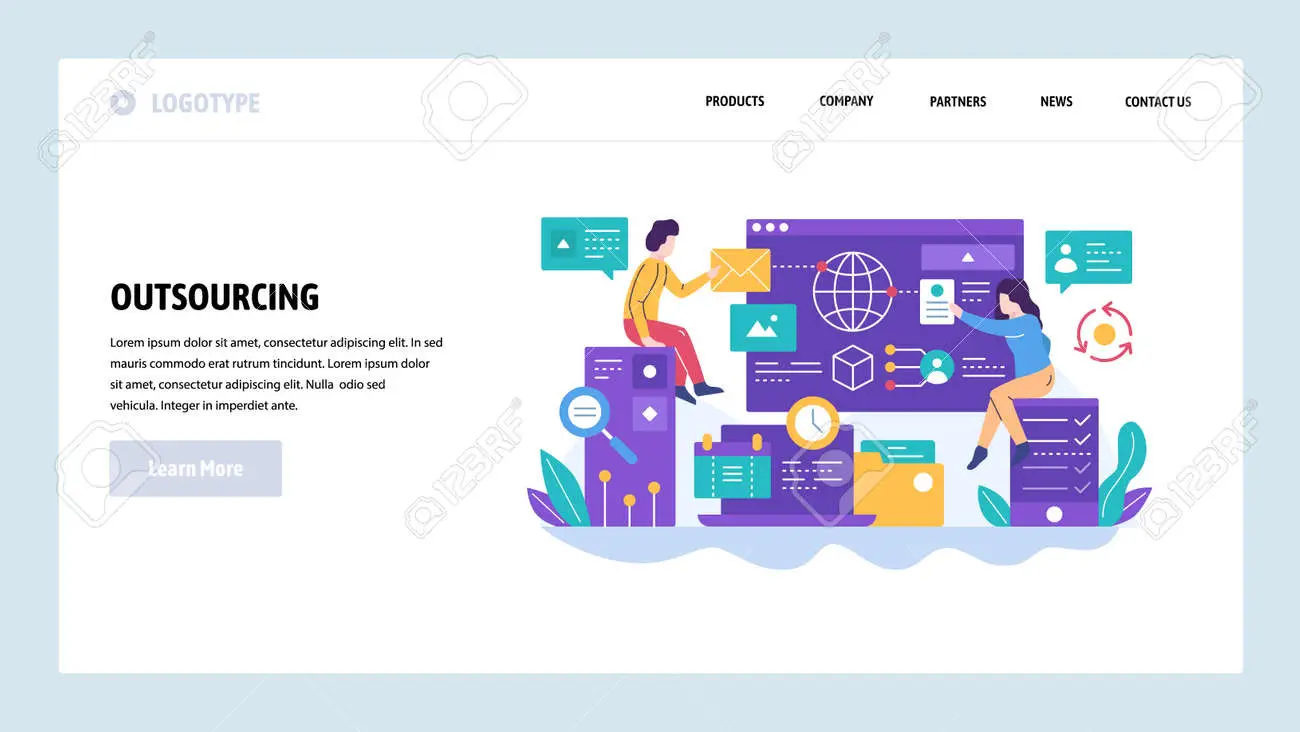 LOGOTYPE
PRODUCTS COMPANY PARTNERS NEWS CONTACT US
OUTSOURCING
Lorem ipsum dolor sit amet, consectetur adipiscing elit. In sed
mauris commodo erat rutrum tincidunt. Lorem ipsum dolor
sit amet, consectetur adipiscing elit. Nulla odio sed
vehicula. Integer in imperdiet ante.
Learn More
123RF
123RF
123RF
123RF